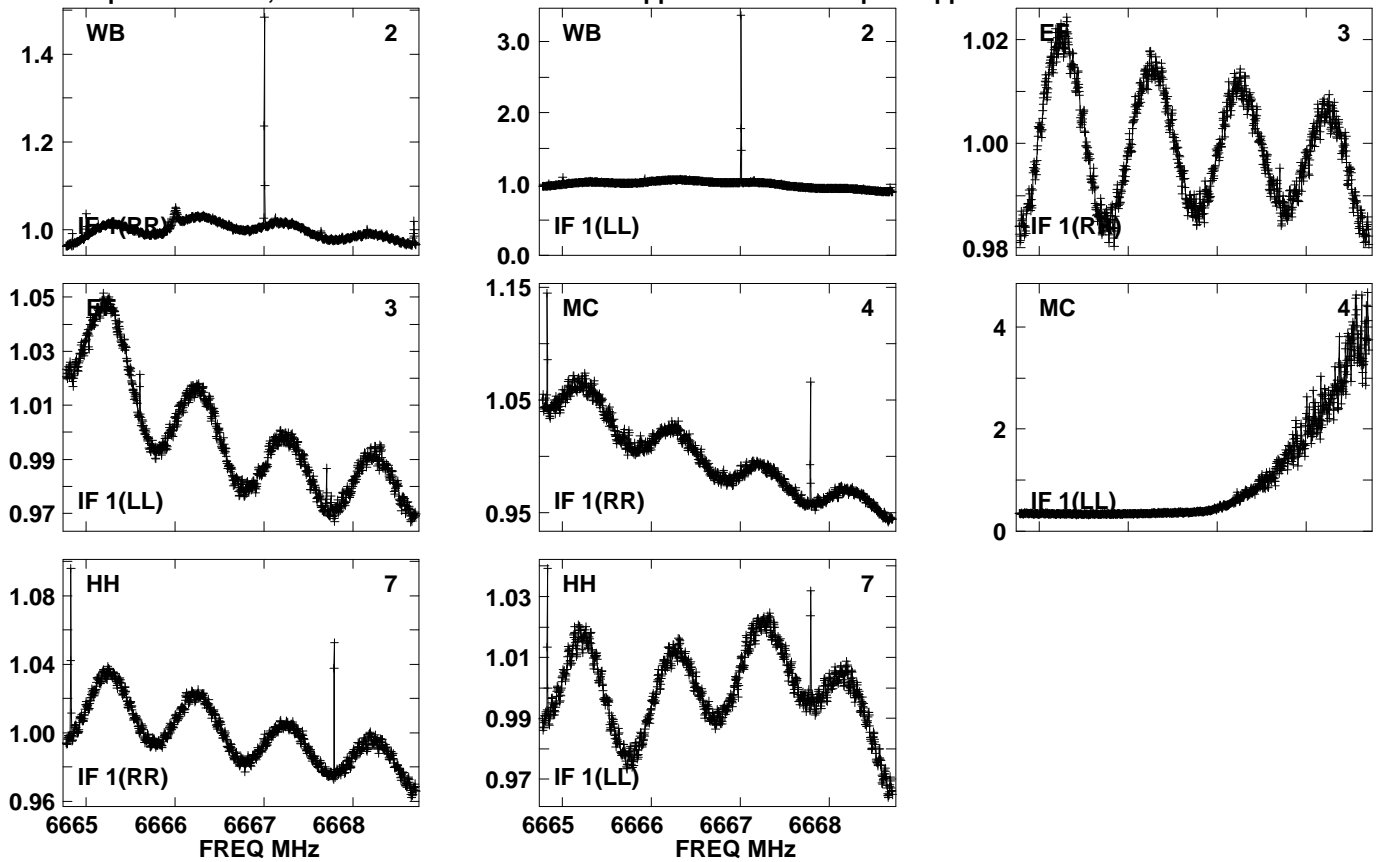 WB 2
1.4
1.2
1.0
IF 1(RR)
WB 2
3.0
2.0
1.0
0.0
IF 1(LL)
3
1.02
1.00
0.98
3
1.05
1.03
1.01
0.99
0.97
IF 1(LL)
MC 4
1.15
1.05
0.95
IF 1(RR)
MC 4
4
2
0
IF 1(LL)
HH 7
1.08
1.04
1.00
0.96
IF 1(RR)
6665 6666 6667 6668
FREQ MHz
HH 7
1.03
1.01
0.99
0.97
IF 1(LL)
6665 6666 6667 6668
FREQ MHz